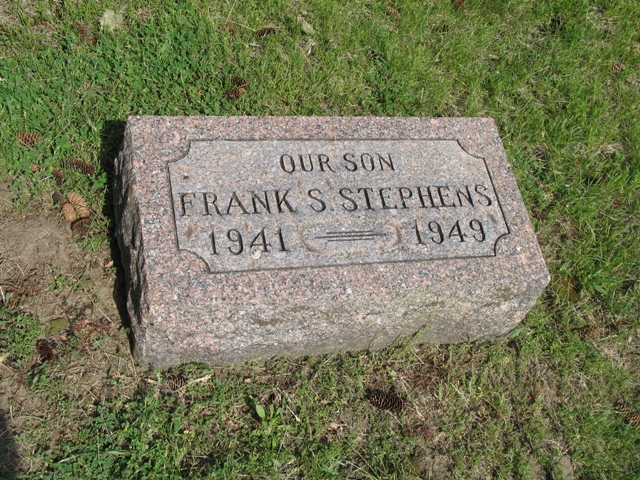 OUR SON
FRANK S. STEPHENS
1941 1949